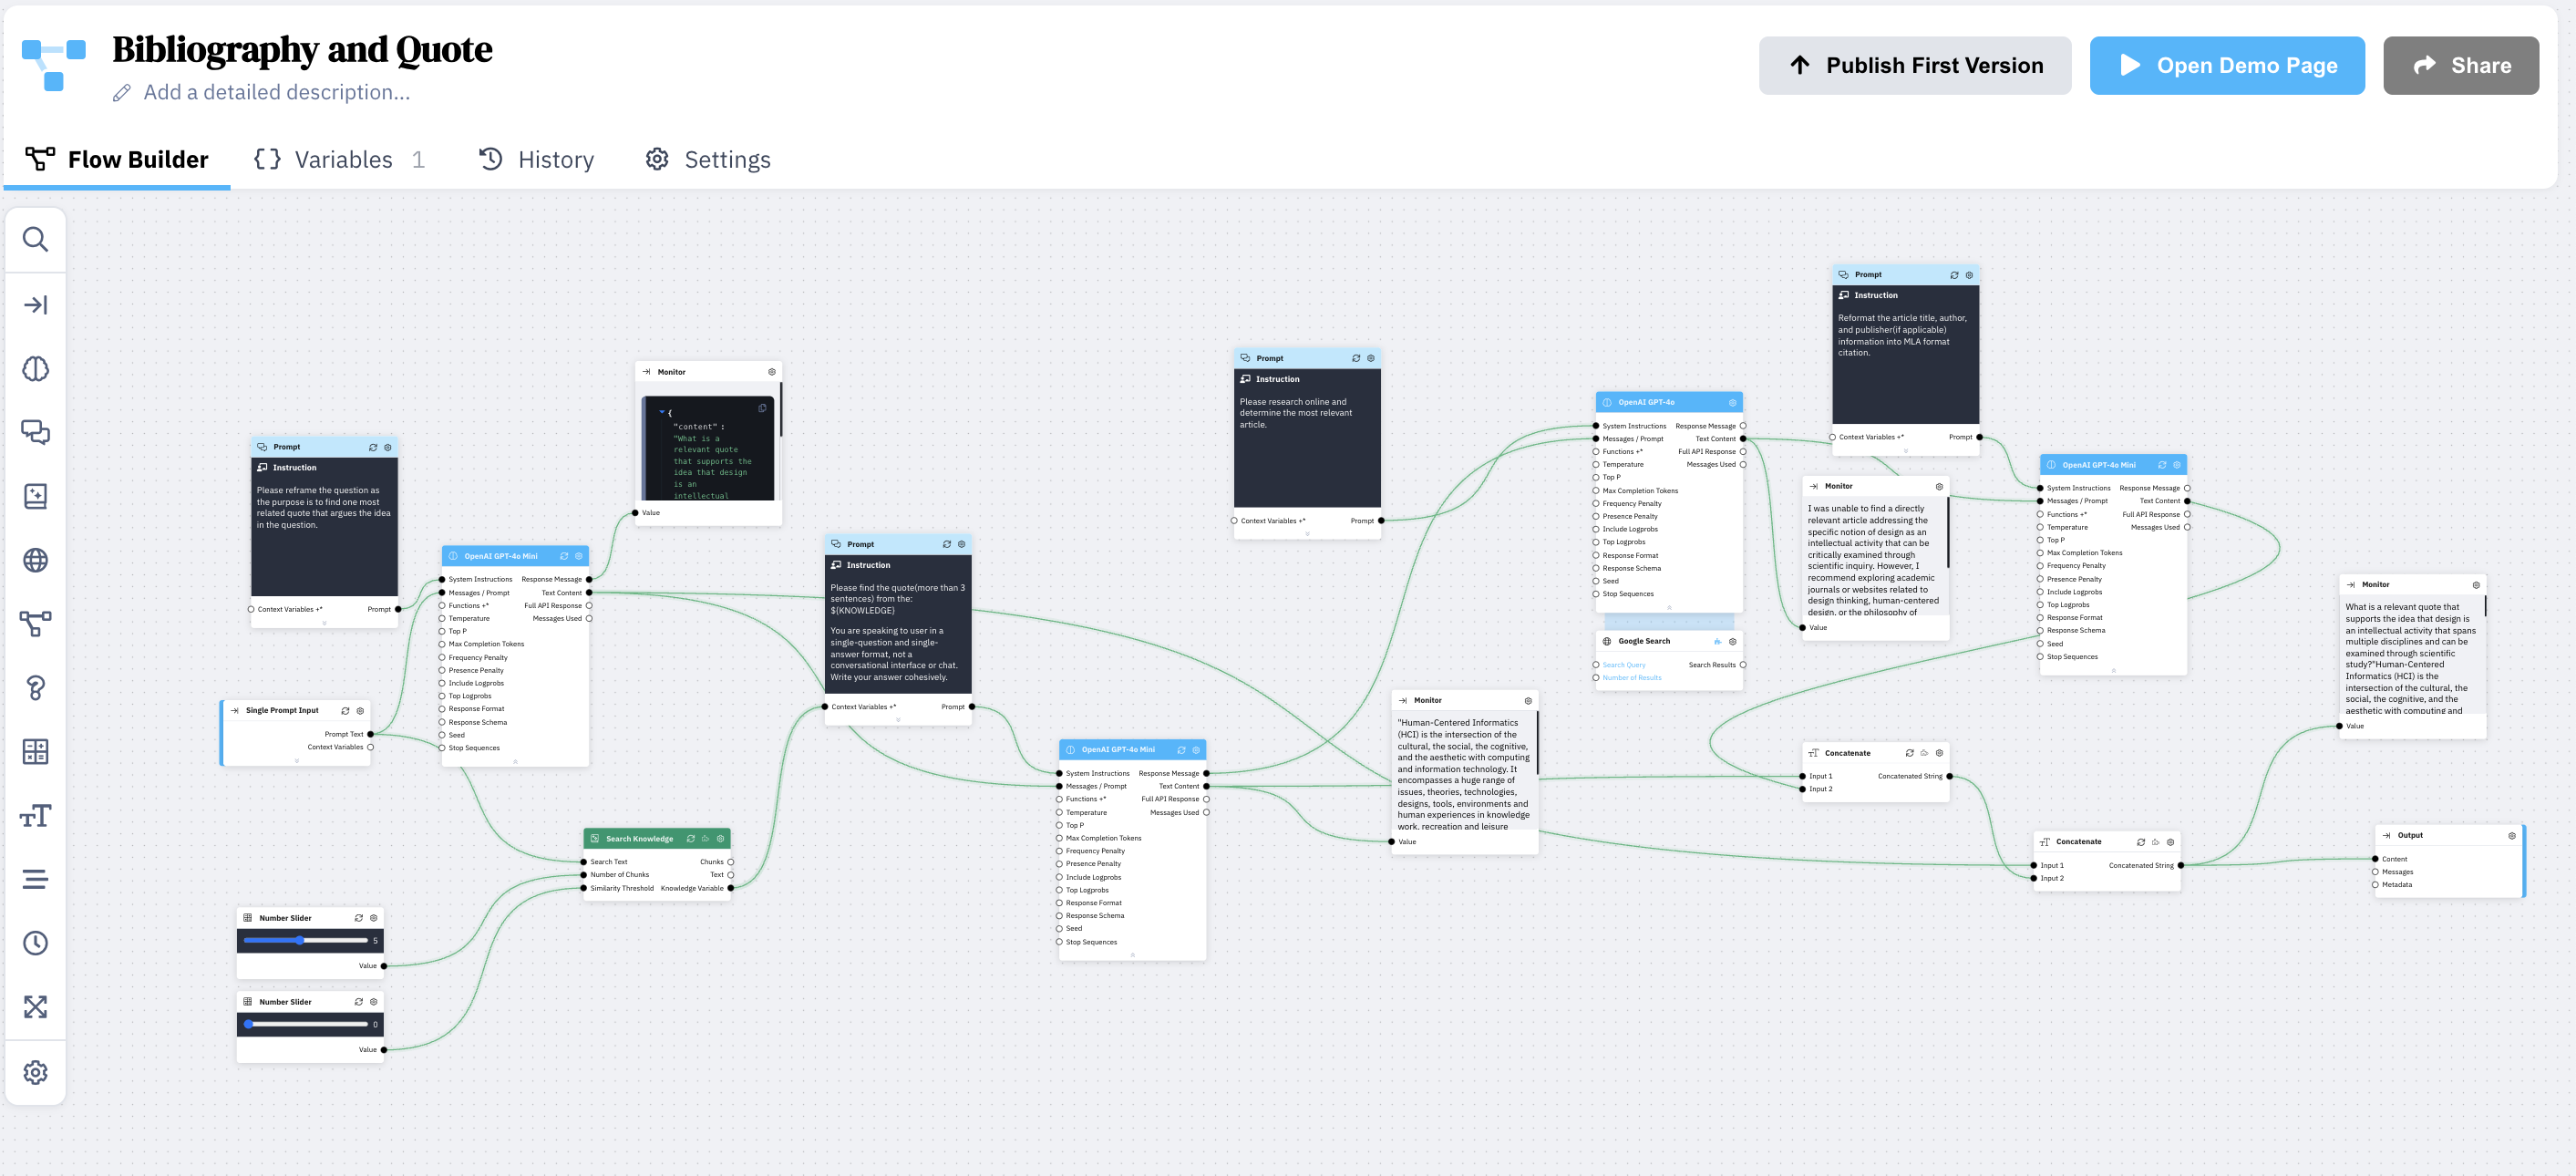 Bibliography and Quote
Add a detailed description...
Publish First Version
Open Demo Page
Share
Flow Builder
Variables 1
History
Settings
Prompt
Instruction
Please reframe the question as
the purpose is to find one most
related quote that argues the idea
in the question.
Context Variables +*
Prompt
Single Prompt Input
Prompt Text
Context Variables
Number Slider
5
Value
Number Slider
0
Value
OpenAI GPT-4o Mini
System Instructions Response Message
Messages / Prompt Text Content
Functions +* Full API Response
Temperature Messages Used
Top P
Max Completion Tokens
Frequency Penalty
Presence Penalty
Include Logprobs
Top Logprobs
Response Format
Response Schema
Seed
Stop Sequences
Monitor
{
"content" :
"What is a
relevant quote
that supports the
idea that design
is an
intellectual
Value
Search Knowledge
Search Text Chunks
Number of Chunks Text
Similarity Threshold Knowledge Variable
Prompt
Instruction
Please find the quote(more than 3
sentences) from the:
${KNOWLEDGE}
You are speaking to user in a
single-question and single-
answer format, not a
conversational interface or chat.
Write your answer cohesively.
Context Variables +* Prompt
OpenAI GPT-4o Mini
System Instructions Response Message
Messages / Prompt Text Content
Functions +* Full API Response
Temperature Messages Used
Top P
Max Completion Tokens
Frequency Penalty
Presence Penalty
Include Logprobs
Top Logprobs
Response Format
Response Schema
Seed
Stop Sequences
Prompt
Instruction
Please research online and
determine the most relevant
article.
Context Variables +* Prompt
Monitor
"Human-Centered Informatics
(HCI) is the intersection of the
cultural, the social, the cognitive,
and the aesthetic with computing
and information technology. It
encompasses a huge range of
issues, theories, technologies,
designs, tools, environments and
human experiences in knowledge
work, recreation and leisure
Value
OpenAI GPT-4o
System Instructions Response Message
Messages / Prompt Text Content
Functions +* Full API Response
Temperature Messages Used
Top P
Max Completion Tokens
Frequency Penalty
Presence Penalty
Include Logprobs
Top Logprobs
Response Format
Response Schema
Seed
Stop Sequences
Google Search
Search Query Search Results
Number of Results
Prompt
Instruction
Reformat the article title, author,
and publisher(if applicable)
information into MLA format
citation.
Context Variables +* Prompt
Monitor
I was unable to find a directly
relevant article addressing the
specific notion of design as an
intellectual activity that can be
critically examined through
scientific inquiry. However, I
recommend exploring academic
journals or websites related to
design thinking, human-centered
design, or the philosophy of
Value
Concatenate
Input 1 Concatenated String
Input 2
OpenAI GPT-4o Mini
System Instructions Response Message
Messages / Prompt Text Content
Functions +* Full API Response
Temperature Messages Used
Top P
Max Completion Tokens
Frequency Penalty
Presence Penalty
Include Logprobs
Top Logprobs
Response Format
Response Schema
Seed
Stop Sequences
Concatenate
Input 1 Concatenated String
Input 2
Monitor
What is a relevant quote that
supports the idea that design is
an intellectual activity that spans
multiple disciplines and can be
examined through scientific
study?"Human-Centered
Informatics (HCI) is the
intersection of the cultural, the
social, the cognitive, and the
aesthetic with computing and
Value
Output
Content
Messages
Metadata